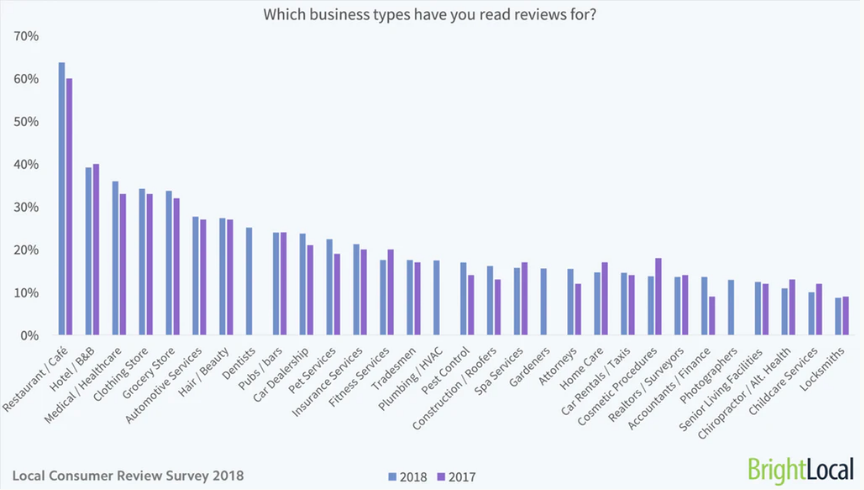 Which business types have you read reviews for?
70%
60%
50%
40%
30%
20%
10%
0%
Restaurant / Café
Hotel / B&B
Medical / Healthcare
Clothing Store
Grocery Store
Automotive Services
Hair / Beauty
Dentists
Pubs / bars
Car Dealership
Pet Services
Insurance Services
Fitness Services
Tradesmen
Plumbing / HVAC
Pest Control
Construction / Roofers
Spa Services
Gardeners
Attorneys
Home Care
Car Rentals / Taxis
Cosmetic Procedures
Realtors / Surveyors
Accountants / Finance
Photographers
Senior Living Facilities
Chiropractor / Alt. Health
Childcare Services
Locksmiths
Local Consumer Review Survey 2018
2018 2017
BrightLocal